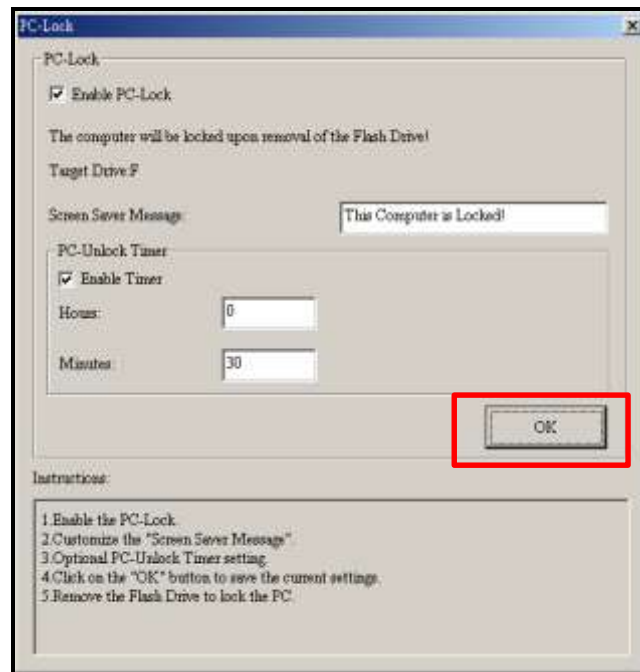 PC-Lock
PC-Lock
Enable PC-Lock
The computer will be locked upon removal of the Flash Drive!
Target Drive:F
Screen Saver Message: This Computer is Locked!
PC-Unlock Timer
Enable Timer
Hours: 0
Minutes: 30
OK
Instructions:
1.Enable the PC-Lock.
2.Customize the "Screen Saver Message".
3.Optional PC-Unlock Timer setting.
4.Click on the "OK" button to save the current settings.
5.Remove the Flash Drive to lock the PC.